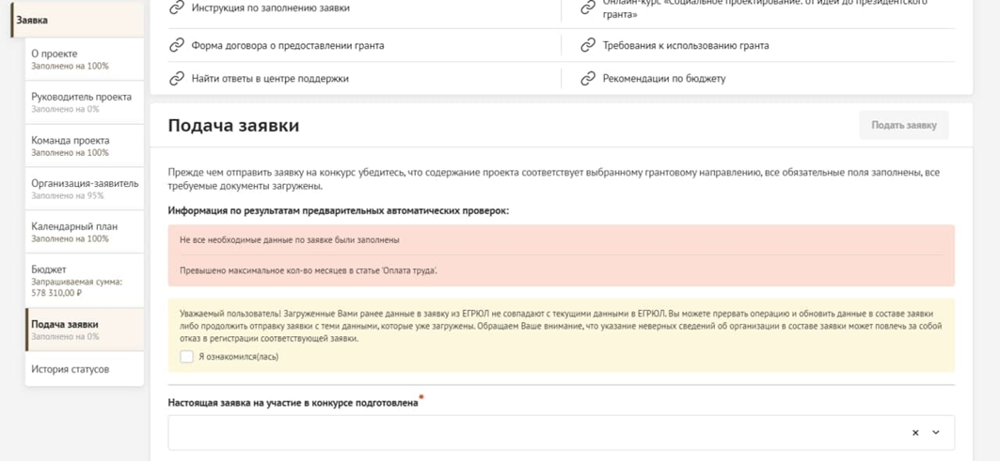 Заявка
О проекте
Заполнено на 100%
Руководитель проекта
Заполнено на 0%
Команда проекта
Заполнено на 100%
Организация-заявитель
Заполнено на 95%
Календарный план
Заполнено на 100%
Бюджет
Запрашиваемая сумма:
578 310,00 ₽
Подача заявки
Заполнено на 0%
История статусов
Инструкция по заполнению заявки
Онлайн-курс «Социальное проектирование: от идеи до президентского
гранта»
Форма договора о предоставлении гранта
Требования к использованию гранта
Найти ответы в центре поддержки
Рекомендации по бюджету
Подача заявки
Подать заявку
Прежде чем отправить заявку на конкурс убедитесь, что содержание проекта соответствует выбранному грантовому направлению, все обязательные поля заполнены, все
требуемые документы загружены.
Информация по результатам предварительных автоматических проверок:
Не все необходимые данные по заявке были заполнены
Превышено максимальное кол-во месяцев в статье 'Оплата труда'.
Уважаемый пользователь! Загруженные Вами ранее данные в заявку из ЕГРЮЛ не совпадают с текущими данными в ЕГРЮЛ. Вы можете прервать операцию и обновить данные в составе заявки
либо продолжить отправку заявки с теми данными, которые уже загружены. Обращаем Ваше внимание, что указание неверных сведений об организации в составе заявки может повлечь за собой
отказ в регистрации соответствующей заявки.
Я ознакомился(лась)
Настоящая заявка на участие в конкурсе подготовлена*